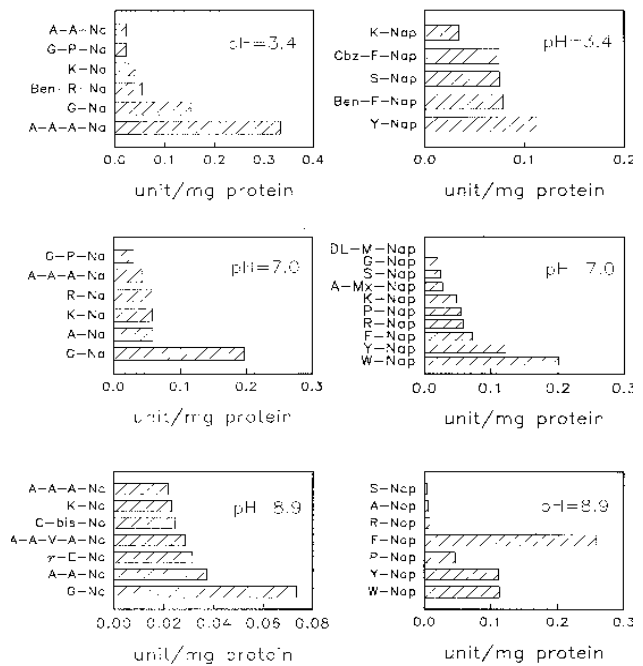 A-A-Na
G-P-Na
K-Na
Ben-R-Na
G-Na
A-A-A-Na
pH=3.4
0.0 0.1 0.2 0.3 0.4
unit/mg protein
K-Nap
Cbz-F-Nap
S-Nap
Ben-F-Nap
Y-Nap
pH=3.4
0.0 0.1 0.2
unit/mg protein
G-P-Na
A-A-A-Na
R-Na
K-Na
A-Na
G-Na
pH=7.0
0.0 0.1 0.2 0.3
unit/mg protein
DL-M-Nap
G-Nap
S-Nap
A-Mx-Nap
K-Nap
P-Nap
R-Nap
F-Nap
Y-Nap
W-Nap
pH 7.0
0.0 0.1 0.2 0.3
unit/mg protein
A-A-A-Na
K-Na
C-bis-Na
A-A-V-A-Na
γ-E-Na
A-A-Na
G-Na
pH 8.9
0.00 0.02 0.04 0.06 0.08
unit/mg protein
S-Nap
A-Nap
R-Nap
F-Nap
P-Nap
Y-Nap
W-Nap
pH=8.9
0.0 0.1 0.2 0.3
unit/mg protein